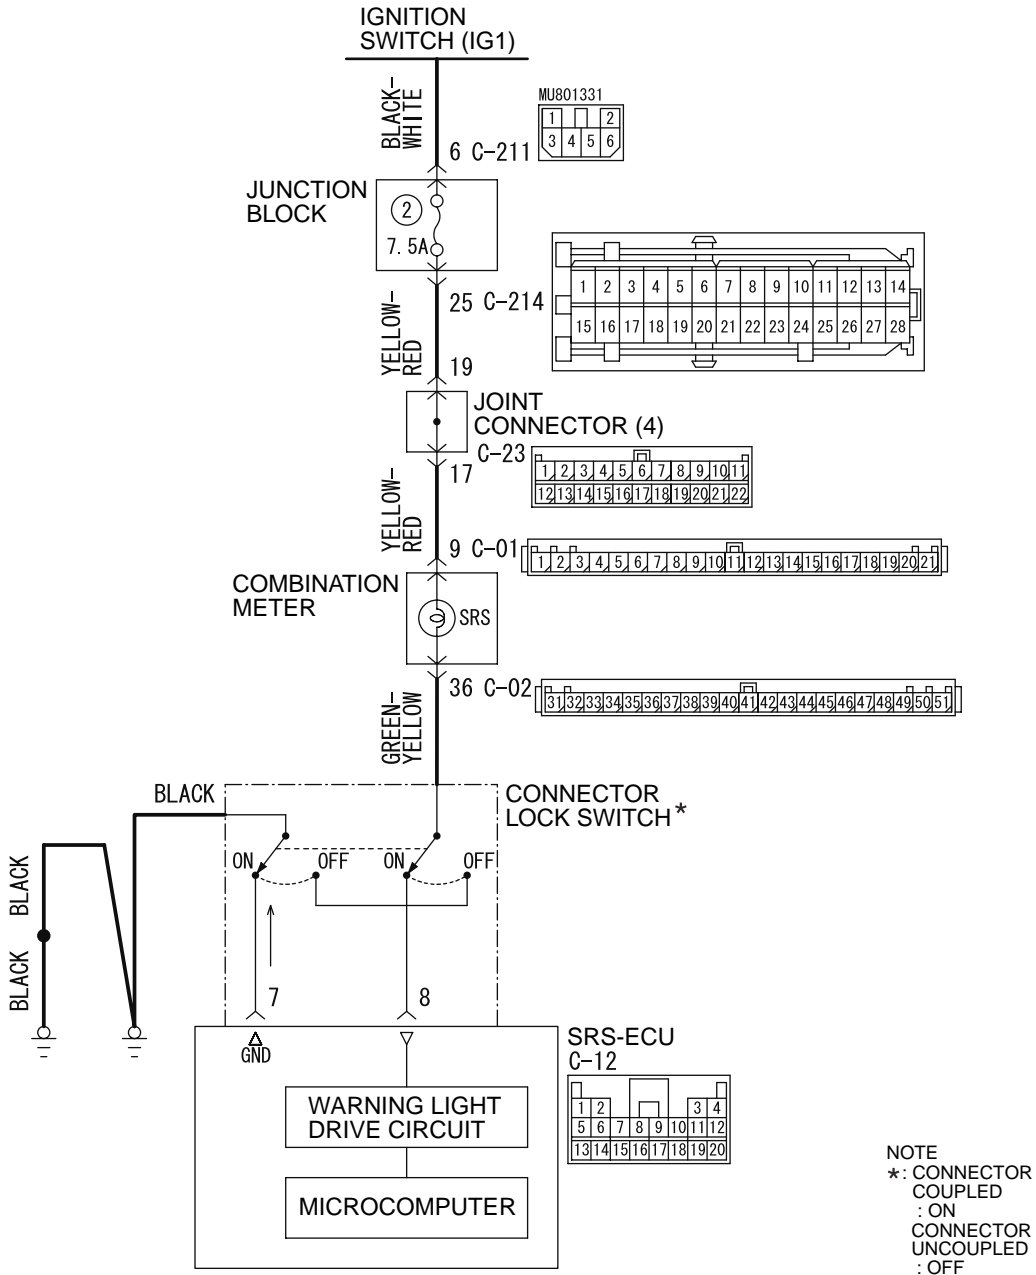 IGNITION
SWITCH (IG1)
BLACK-
WHITE
MU801331
1 2
3 4 5 6
6 C-211
JUNCTION
BLOCK
2
7.5A
25 C-214
1 2 3 4 5 6 7 8 9 10 11 12 13 14
15 16 17 18 19 20 21 22 23 24 25 26 27 28
YELLOW-
RED
19
JOINT
CONNECTOR (4)
C-23
17
1 2 3 4 5 6 7 8 9 10 11
12 13 14 15 16 17 18 19 20 21 22
YELLOW-
RED
9 C-01
1 2 3 4 5 6 7 8 9 10 11 12 13 14 15 16 17 18 19 20 21
COMBINATION
METER
SRS
36 C-02
31 32 33 34 35 36 37 38 39 40 41 42 43 44 45 46 47 48 49 50 51
GREEN-
YELLOW
BLACK
CONNECTOR
LOCK SWITCH*
ON OFF ON OFF
BLACK
BLACK
7 8
GND
SRS-ECU
C-12
1 2 3 4
5 6 7 8 9 10 11 12
13 14 15 16 17 18 19 20
WARNING LIGHT
DRIVE CIRCUIT
MICROCOMPUTER
NOTE
*: CONNECTOR
COUPLED
: ON
CONNECTOR
UNCOUPLED
: OFF